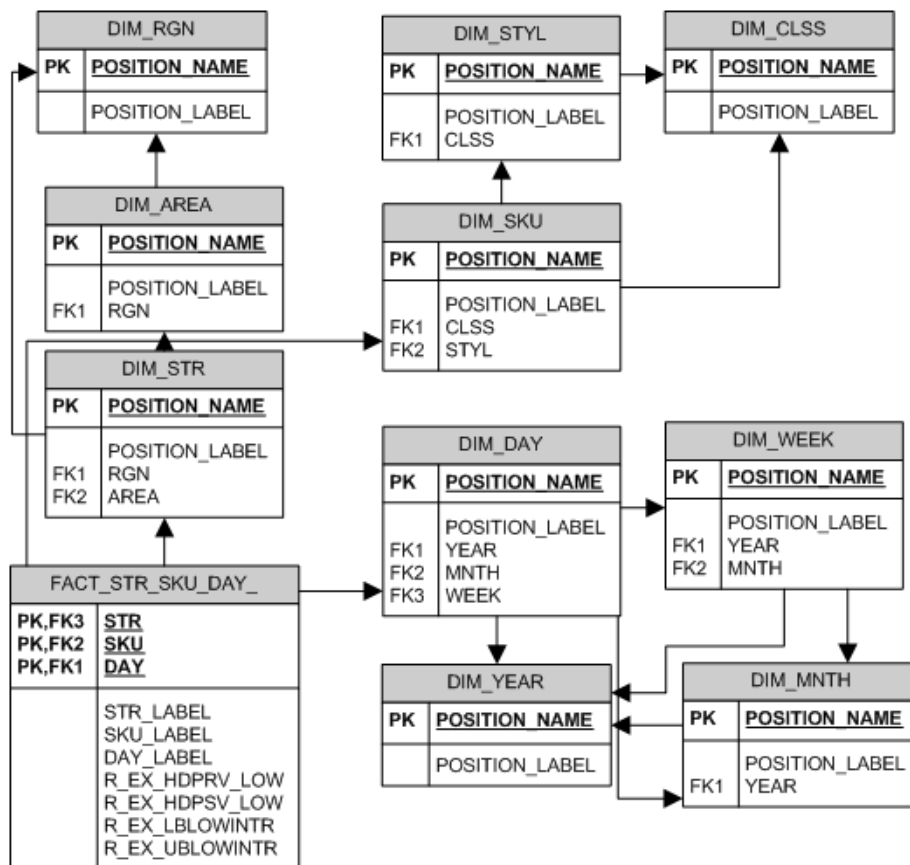 DIM_RGN
PK POSITION_NAME
POSITION_LABEL
DIM_STYL
PK POSITION_NAME
POSITION_LABEL
FK1 CLSS
DIM_CLSS
PK POSITION_NAME
POSITION_LABEL
DIM_AREA
PK POSITION_NAME
POSITION_LABEL
FK1 RGN
DIM_SKU
PK POSITION_NAME
POSITION_LABEL
FK1 CLSS
FK2 STYL
DIM_STR
PK POSITION_NAME
POSITION_LABEL
FK1 RGN
FK2 AREA
DIM_DAY
PK POSITION_NAME
POSITION_LABEL
FK1 YEAR
FK2 MNTH
FK3 WEEK
DIM_WEEK
PK POSITION_NAME
POSITION_LABEL
FK1 YEAR
FK2 MNTH
FACT_STR_SKU_DAY_
PK,FK3 STR
PK,FK2 SKU
PK,FK1 DAY
STR_LABEL
SKU_LABEL
DAY_LABEL
R_EX_HDPRV_LOW
R_EX_HDPSV_LOW
R_EX_LBLOWINTR
R_EX_UBLOWINTR
DIM_YEAR
PK POSITION_NAME
POSITION_LABEL
DIM_MNTH
PK POSITION_NAME
POSITION_LABEL
FK1 YEAR